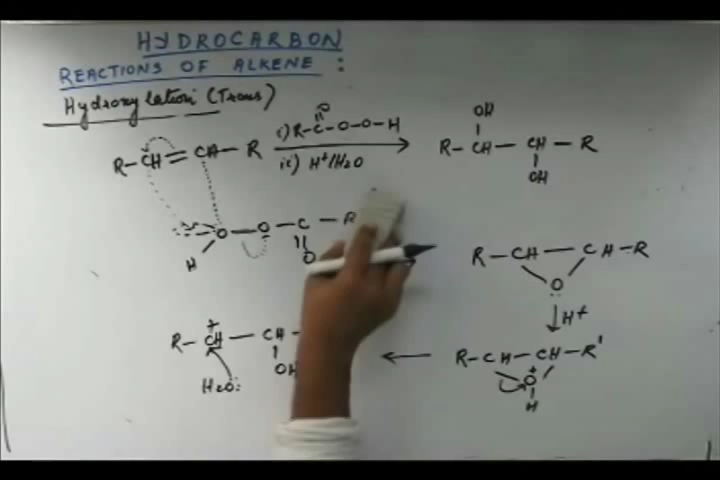 HYDROCARBON
REACTIONS OF ALKENE :
Hydroxylation (Trans)
R-CH=CH-R
i) R-C-O-O-H
O
ii) H+/H2O
OH
R-CH-CH-R
OH
O-O-C-R
H
O
R-CH-CH-R
O
H+
R-CH-CH-R'
O+
H
+
R-CH-CH-
OH
H2O: